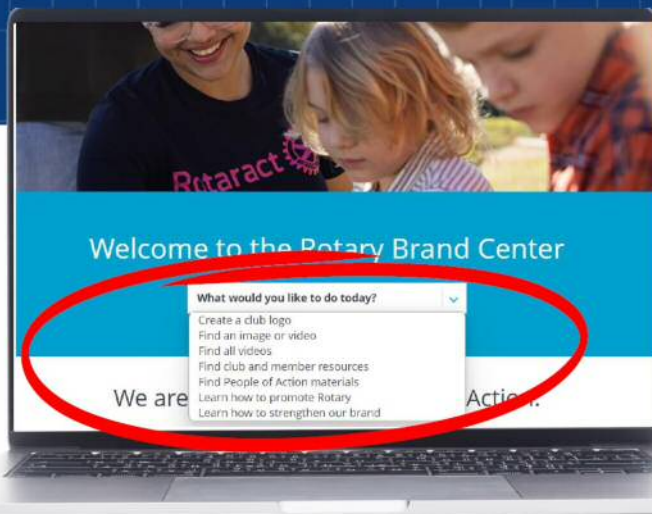 Rotaract
Welcome to the Rotary Brand Center
What would you like to do today?
Create a club logo
Find an image or video
Find all videos
Find club and member resources
Find People of Action materials
Learn how to promote Rotary
Learn how to strengthen our brand
We are Action.